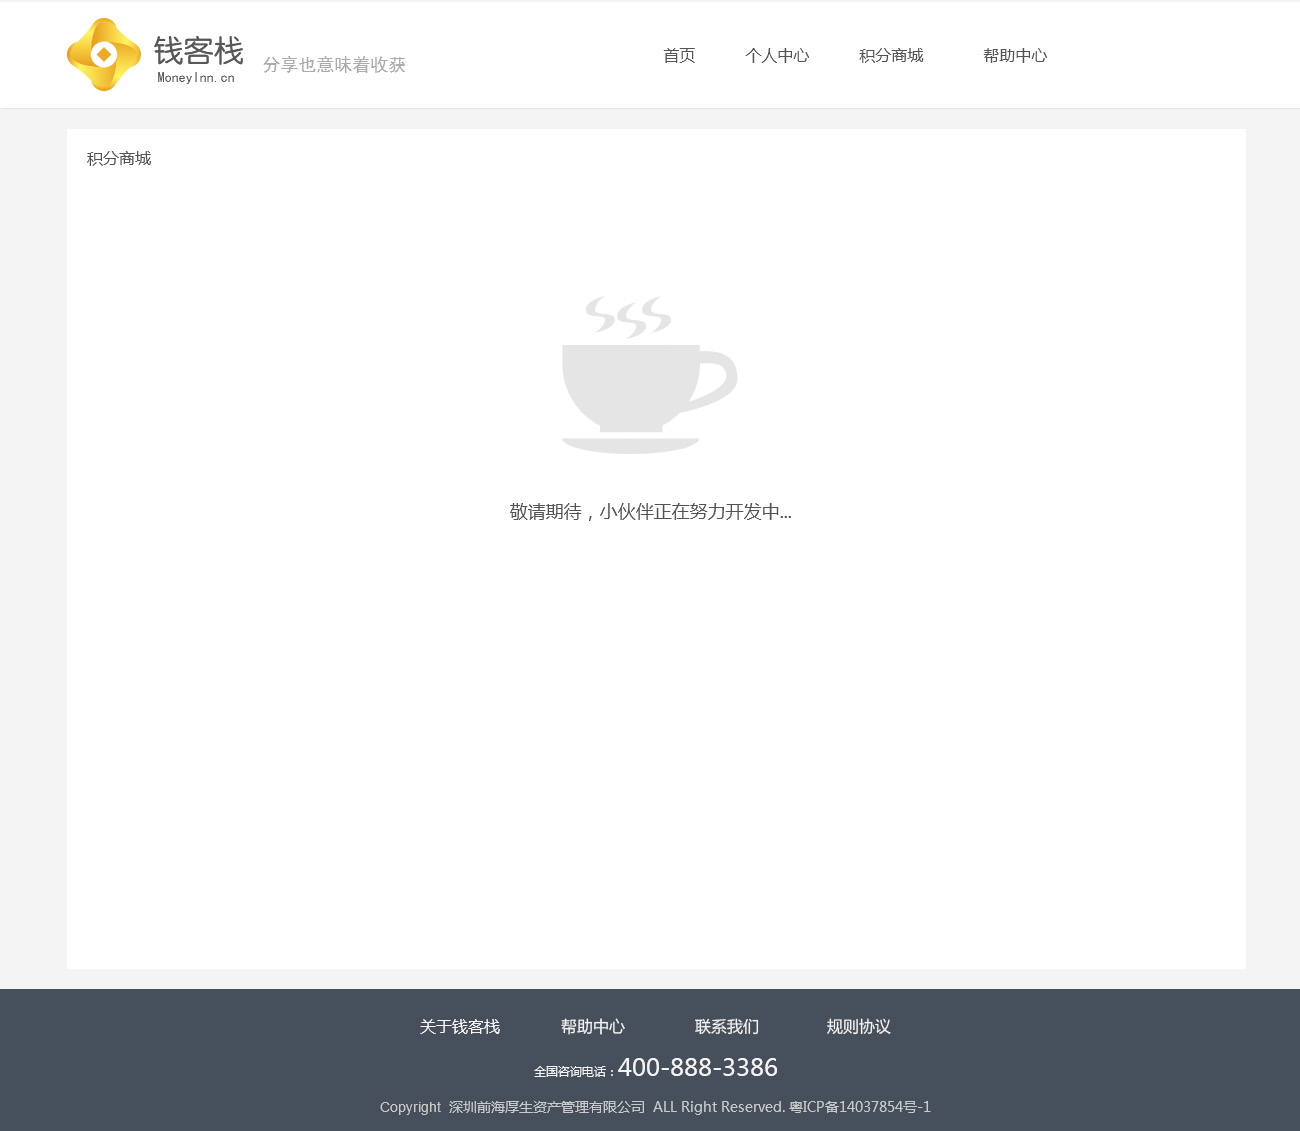 钱客栈
MoneyInn.cn
分享也意味着收获
首页 个人中心 积分商城 帮助中心
积分商城
敬请期待，小伙伴正在努力开发中...
关于钱客栈 帮助中心 联系我们 规则协议
全国咨询电话：400-888-3386
Copyright 深圳前海厚生资产管理有限公司 ALL Right Reserved. 粤ICP备14037854号-1